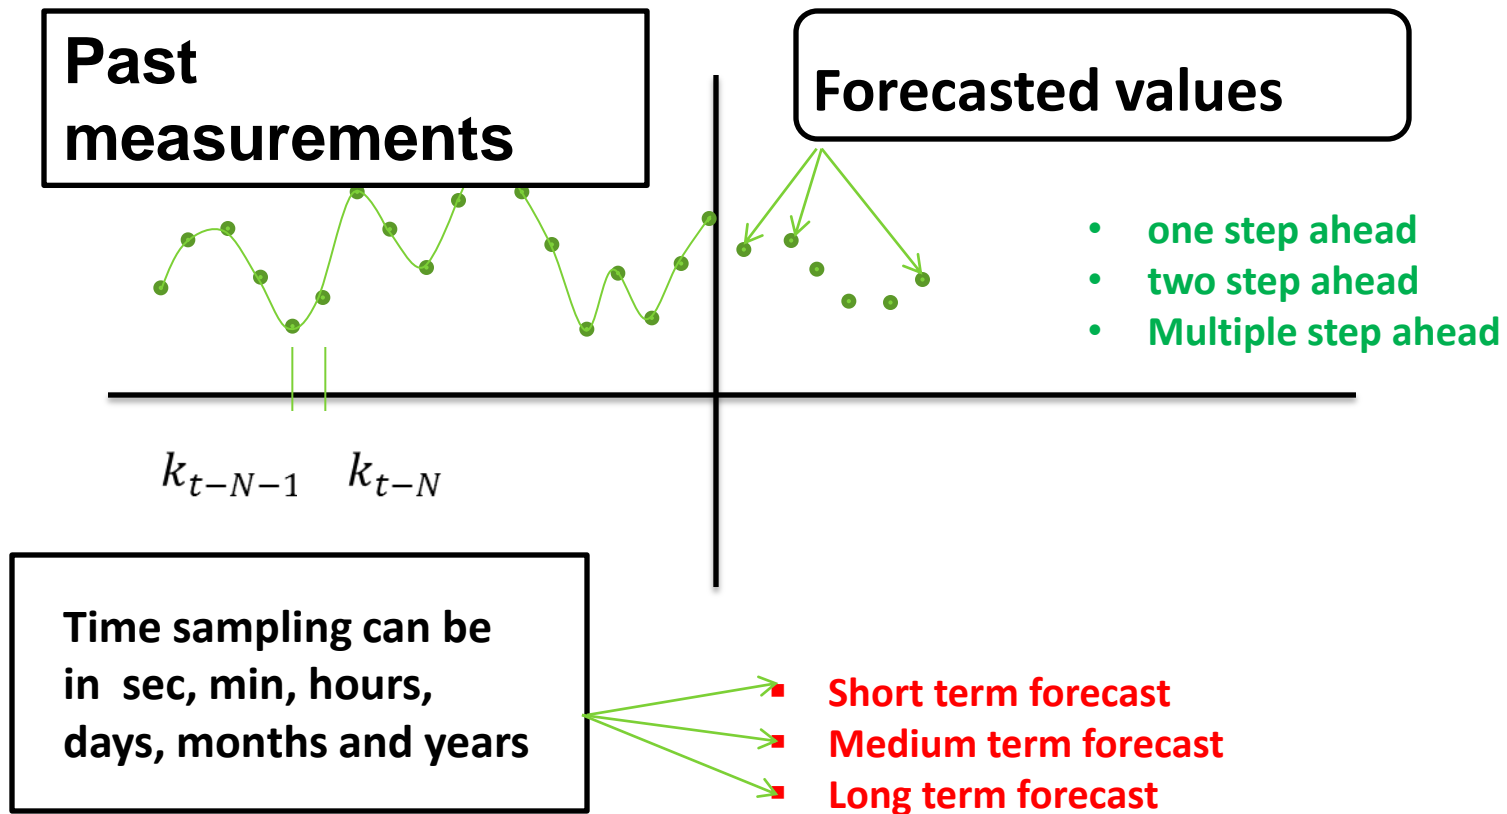 Past
measurements
Forecasted values
• one step ahead
• two step ahead
• Multiple step ahead
k_{t-N-1} k_{t-N}
Time sampling can be
in sec, min, hours,
days, months and years
▪ Short term forecast
▪ Medium term forecast
▪ Long term forecast